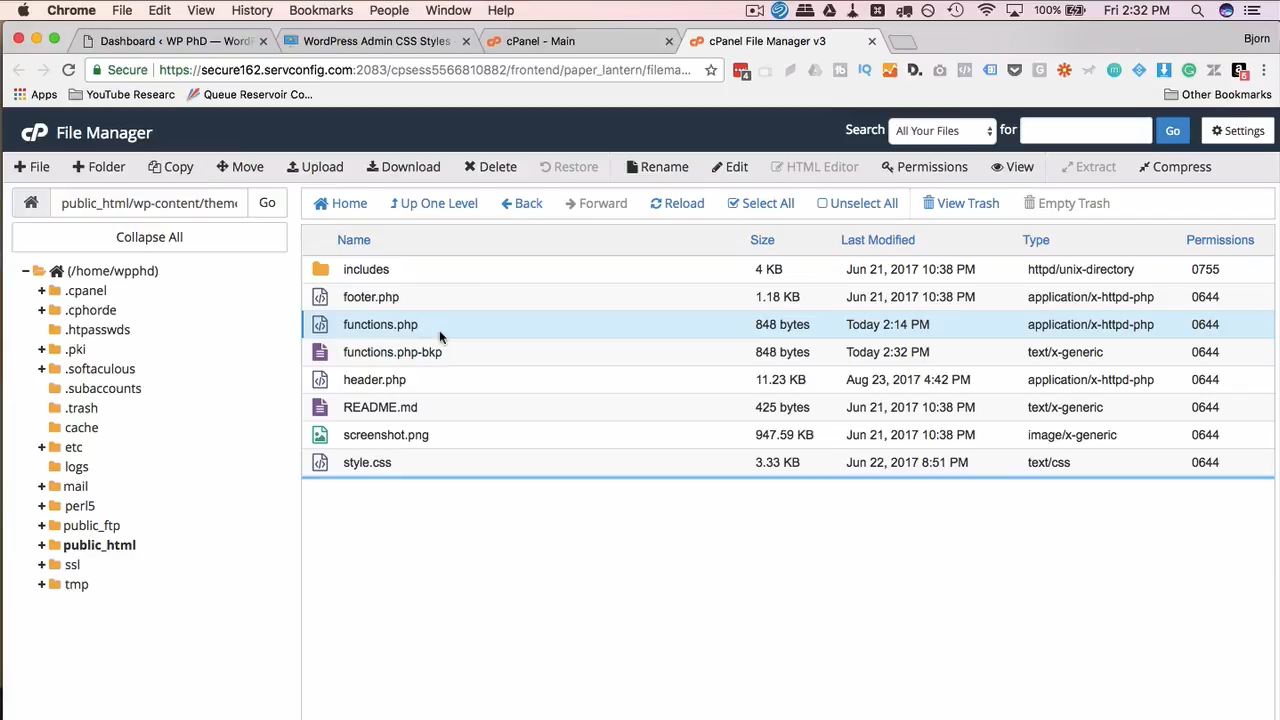 Chrome File Edit View History Bookmarks People Window Help 100% Fri 2:32 PM
Dashboard ‹ WP PhD — Word WordPress Admin CSS Styles cPanel - Main cPanel File Manager v3 Bjorn
Secure https://secure162.servconfig.com:2083/cpsess5566810882/frontend/paper_lantern/filema...
Apps YouTube Researc Queue Reservoir Co... Other Bookmarks
cP File Manager Search All Your Files for Go Settings
File Folder Copy Move Upload Download Delete Restore Rename Edit HTML Editor Permissions View Extract Compress
public_html/wp-content/theme Go Home Up One Level Back Forward Reload Select All Unselect All View Trash Empty Trash
Collapse All
Name Size Last Modified Type Permissions
(/home/wpphd)
includes 4 KB Jun 21, 2017 10:38 PM httpd/unix-directory 0755
.cpanel
footer.php 1.18 KB Jun 21, 2017 10:38 PM application/x-httpd-php 0644
.cphorde
functions.php 848 bytes Today 2:14 PM application/x-httpd-php 0644
.htpasswds
functions.php-bkp 848 bytes Today 2:32 PM text/x-generic 0644
.pki
.softaculous
header.php 11.23 KB Aug 23, 2017 4:42 PM application/x-httpd-php 0644
.subaccounts
.trash
README.md 425 bytes Jun 21, 2017 10:38 PM text/x-generic 0644
cache
screenshot.png 947.59 KB Jun 21, 2017 10:38 PM image/x-generic 0644
etc
style.css 3.33 KB Jun 22, 2017 8:51 PM text/css 0644
logs
mail
perl5
public_ftp
public_html
ssl
tmp